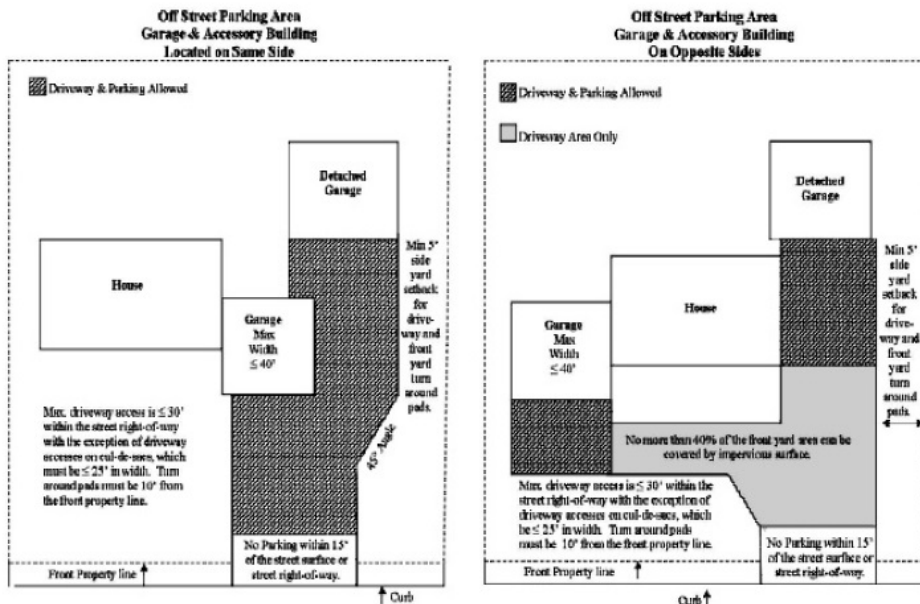 Off Street Parking Area
Garage & Accessory Building
Located on Same Side
Driveway & Parking Allowed
Detached
Garage
House
Garage
Max
Width
≤ 40'
Min 5'
side
yard
setback
for
drive-
way and
front
yard
turn
around
pads.
45° Angle
Max. driveway access is ≤ 30'
within the street right-of-way
with the exception of driveway
accesses on cul-de-sacs, which
must be ≤ 25' in width. Turn
around pads must be 10' from
the front property line.
No Parking within 15'
of the street surface or
street right-of-way.
Front Property line
Curb
Off Street Parking Area
Garage & Accessory Building
On Opposite Sides
Driveway & Parking Allowed
Driveway Area Only
Detached
Garage
House
Garage
Max
Width
≤ 40'
Min 5'
side
yard
setback
for
drive-
way and
front
yard
turn
around
pads.
No more than 40% of the front yard area can be
covered by impervious surface.
Max. driveway access is ≤ 30' within the
street right-of-way with the exception of
driveway accesses on cul-de-sacs, which
be ≤ 25' in width. Turn around pads
must be 10' from the front property line.
No Parking within 15'
of the street surface or
street right-of-way.
Front Property line
Curb